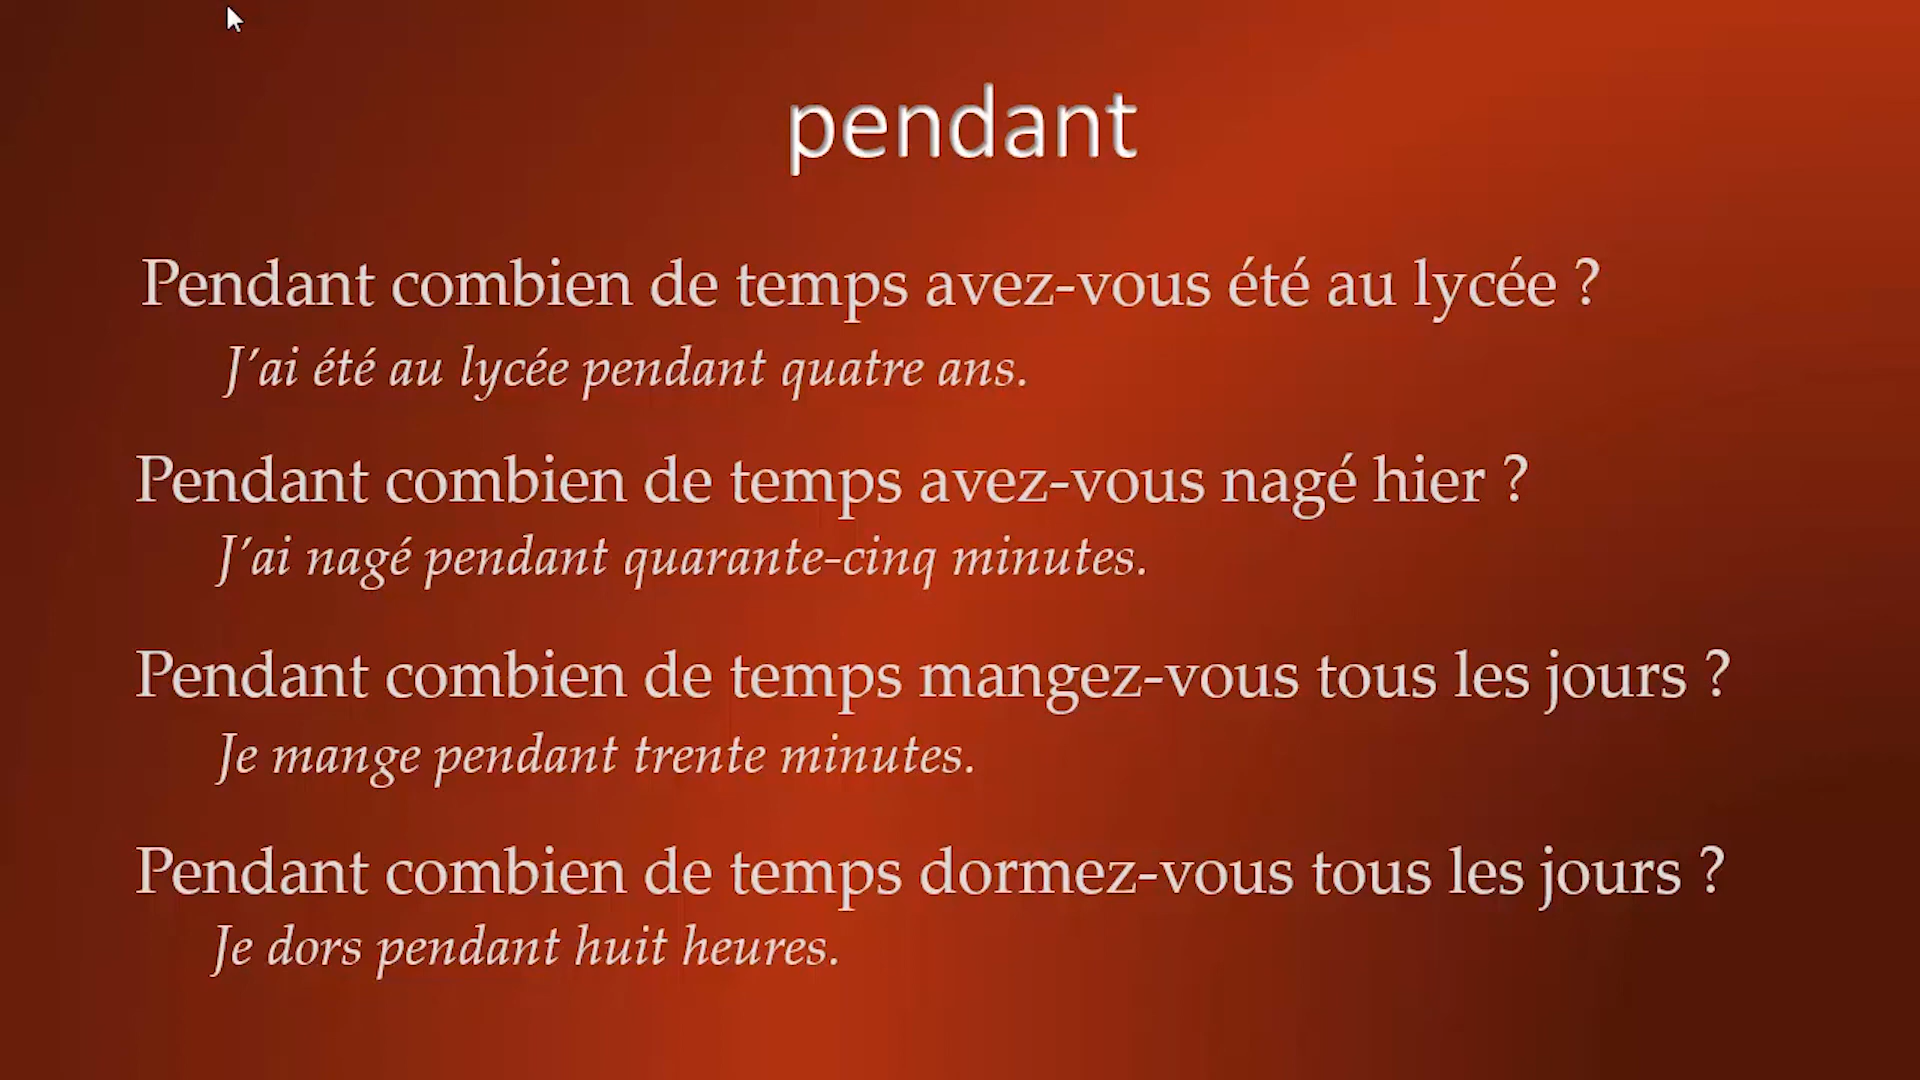 pendant
Pendant combien de temps avez-vous été au lycée ?
J'ai été au lycée pendant quatre ans.
Pendant combien de temps avez-vous nagé hier ?
J'ai nagé pendant quarante-cinq minutes.
Pendant combien de temps mangez-vous tous les jours ?
Je mange pendant trente minutes.
Pendant combien de temps dormez-vous tous les jours ?
Je dors pendant huit heures.